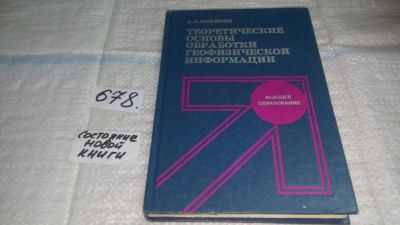 А.А.НИКИТИН
ТЕОРЕТИЧЕСКИЕ
ОСНОВЫ
ОБРАБОТКИ
ГЕОФИЗИЧЕСКОЙ
ИНФОРМАЦИИ
ВЫСШЕЕ
ОБРАЗОВАНИЕ
678.
СОСТОЯНИЕ
НОВОЙ
КНИГИ